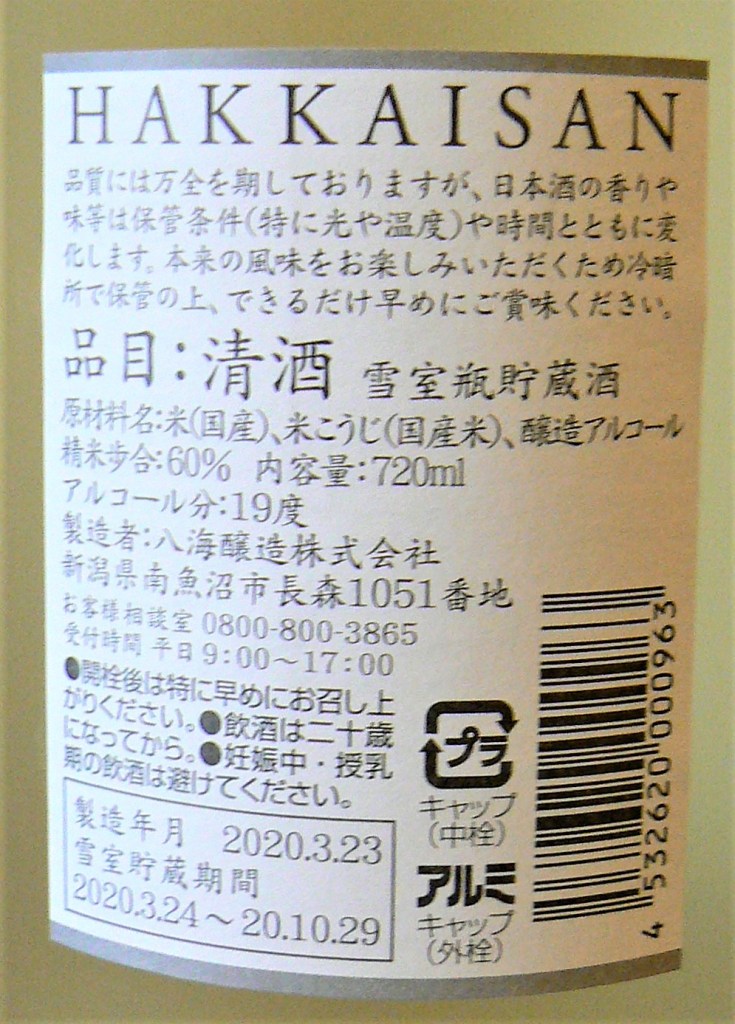 HAKKAISAN
品質には万全を期しておりますが、日本酒の香りや
味等は保管条件(特に光や温度)や時間とともに変
化します。本来の風味をお楽しみいただくため冷暗
所で保管の上、できるだけ早めにご賞味ください。
品目：清酒 雪室瓶貯蔵酒
原材料名：米(国産)、米こうじ(国産米)、醸造アルコール
精米歩合：60% 内容量：720ml
アルコール分：19度
製造者：八海醸造株式会社
新潟県南魚沼市長森1051番地
お客様相談室 0800-800-3865
受付時間 平日 9：00～17：00
●開栓後は特に早めにお召し上
がりください。●飲酒は二十歳
になってから。●妊娠中・授乳
期の飲酒は避けてください。
製造年月 2020.3.23
雪室貯蔵期間
2020.3.24～20.10.29
プラ
キャップ
(中栓)
アルミ
キャップ
(外栓)
4 532620 000963